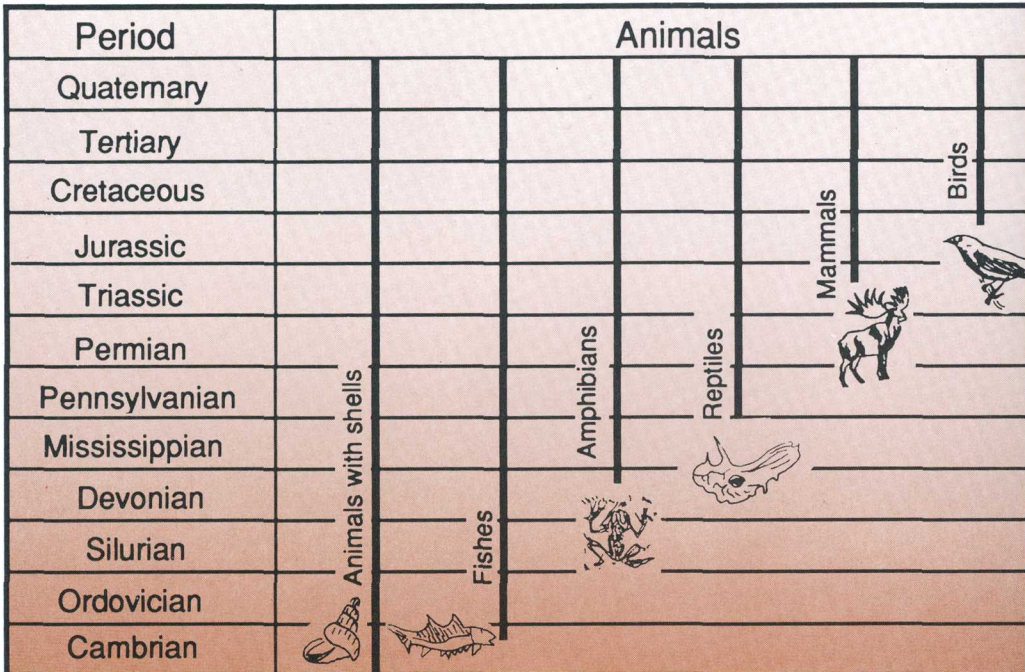 Period
Animals
Quaternary
Tertiary
Cretaceous
Jurassic
Triassic
Permian
Pennsylvanian
Mississippian
Devonian
Silurian
Ordovician
Cambrian
Animals with shells
Fishes
Amphibians
Reptiles
Mammals
Birds